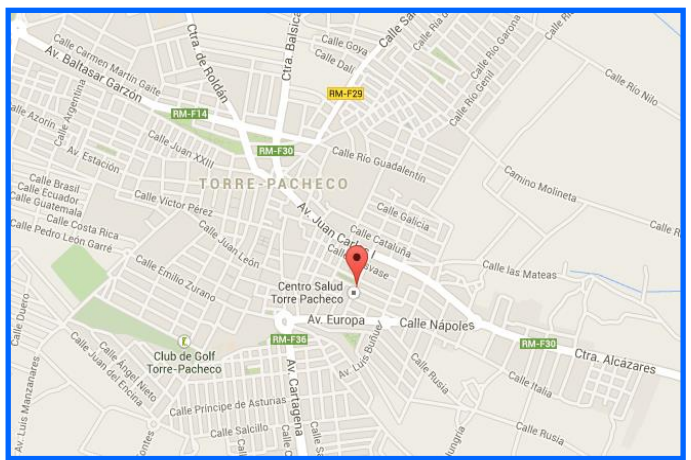 Calle Carmen Martin Gaite
Av. Baltasar Garzón
Ctra. de Roldán
Ctra. Balsica
Calle Goya
Calle Dalí
RM-F29
Calle Río Garona
Calle Río Genil
Calle Río Nilo
RM-F14
Calle Argentina
Azorín
Calle Juan XXIII
RM-F30
Av. Estación
Calle Río Guadalentín
Camino Molineta
TORRE-PACHECO
Calle Brasil
Calle Ecuador
Calle Guatemala
Calle Costa Rica
Calle Pedro León Garré
Calle Víctor Pérez
Calle Juan León
Av. Juan Carlos I
Calle Galicia
Calle Cataluña
Calle Emilio Zurano
Centro Salud
Torre Pacheco
Calle las Mateas
Calle Duero
Av. Europa
Calle Nápoles
RM-F36
RM-F30
Ctra. Alcázares
Club de Golf
Torre-Pacheco
Av. Luis Buñuel
Calle Rusia
Calle Italia
Calle Angel Nieto
Calle Juan del Encina
Av. Luis Manzanares
Av. Cartagena
Calle Príncipe de Asturias
Calle Salcillo
Calle Rusia